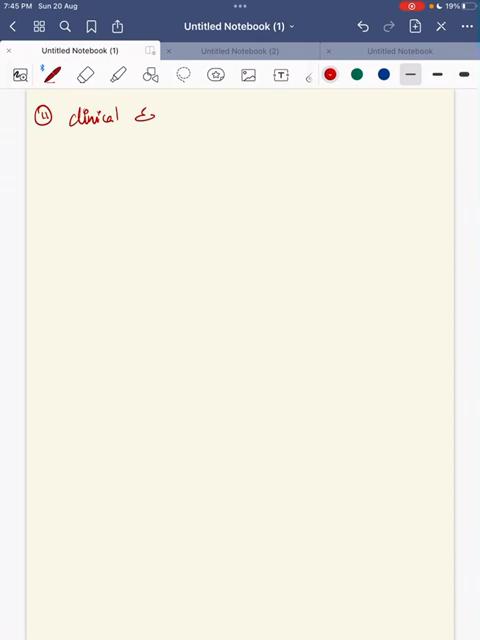 7:45 PM Sun 20 Aug 19%
Untitled Notebook (1)
Untitled Notebook (1) Untitled Notebook (2) Untitled Notebook
T
clinical